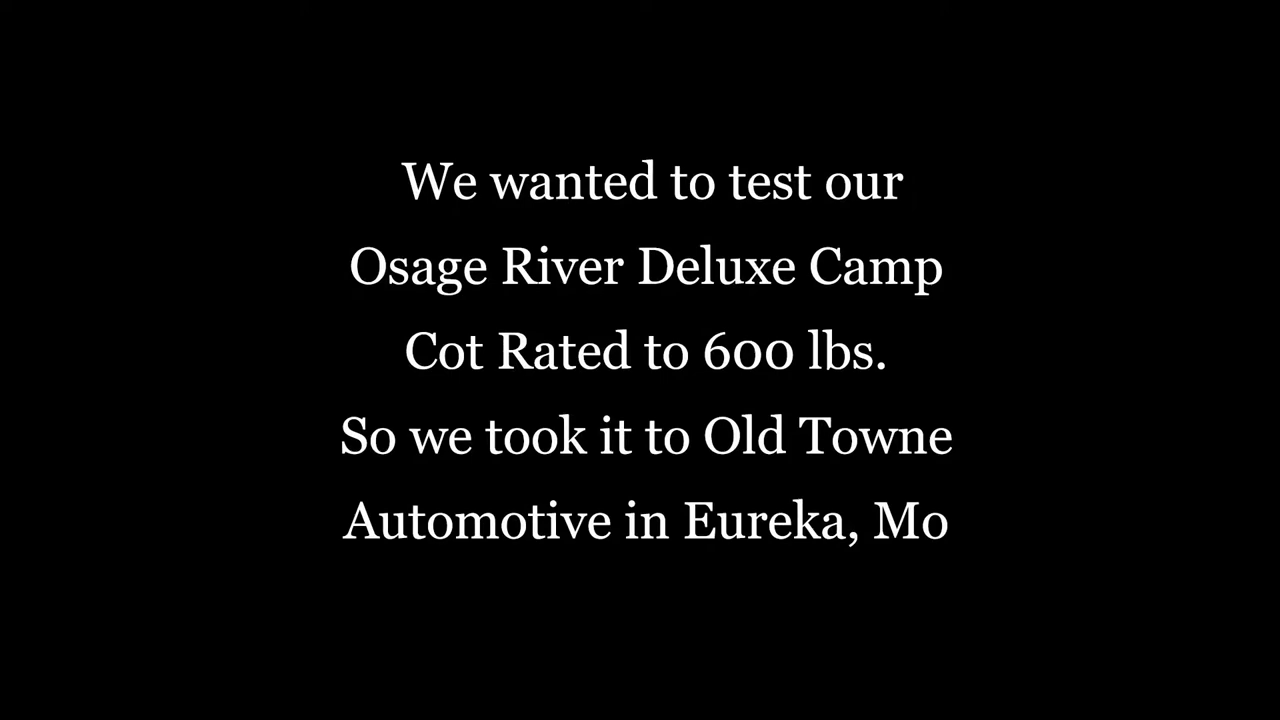 We wanted to test our
Osage River Deluxe Camp
Cot Rated to 600 lbs.
So we took it to Old Towne
Automotive in Eureka, Mo